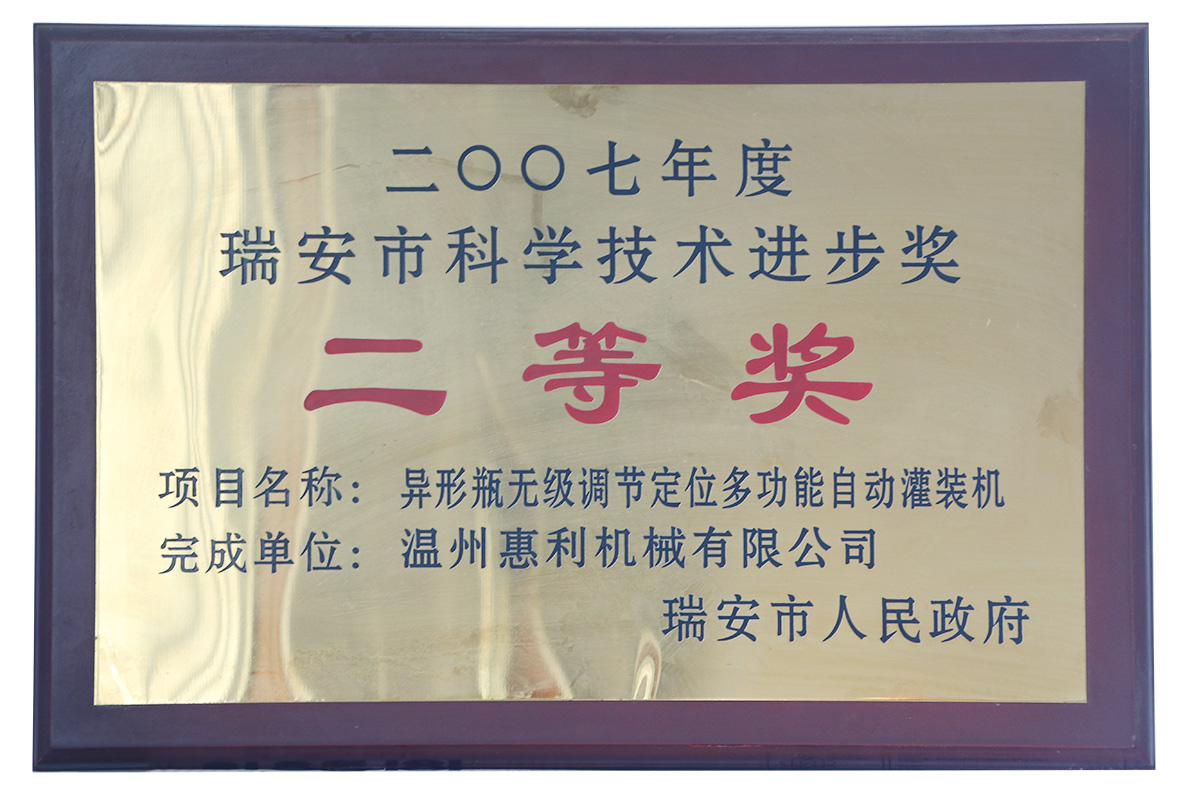 二〇〇七年度
瑞安市科学技术进步奖
二等奖
项目名称：异形瓶无级调节定位多功能自动灌装机
完成单位：温州惠利机械有限公司
瑞安市人民政府